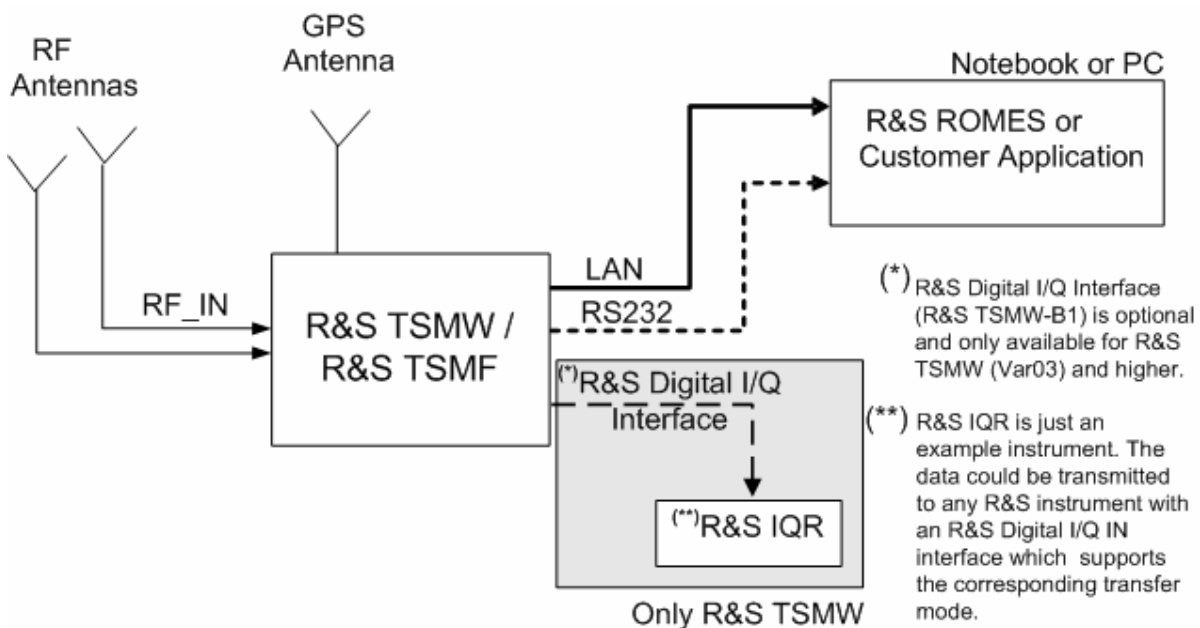 RF
Antennas
GPS
Antenna
Notebook or PC
R&S ROMES or
Customer Application
RF_IN
R&S TSMW /
R&S TSMF
LAN
RS232
(*)R&S Digital I/Q
Interface
(**)R&S IQR
Only R&S TSMW
(*) R&S Digital I/Q Interface
(R&S TSMW-B1) is optional
and only available for R&S
TSMW (Var03) and higher.
(**) R&S IQR is just an
example instrument. The
data could be transmitted
to any R&S instrument with
an R&S Digital I/Q IN
interface which supports
the corresponding transfer
mode.